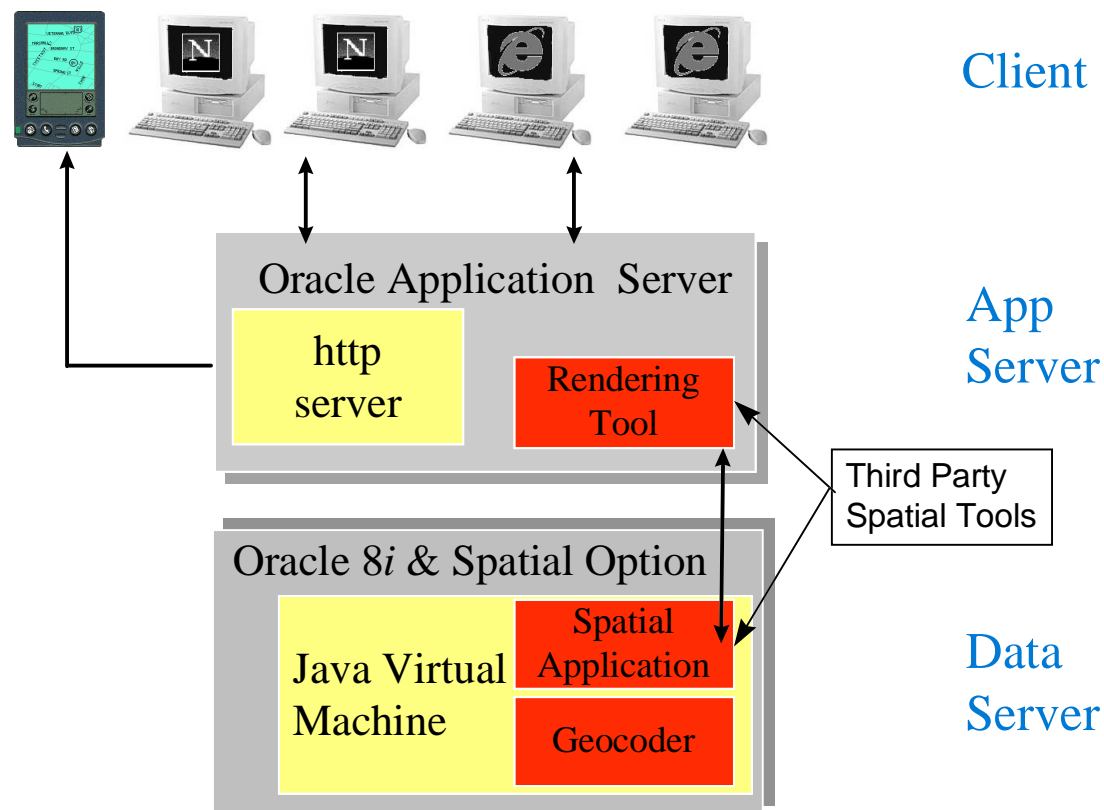 N
N
Client
Oracle Application Server
App
Server
http
server
Rendering
Tool
Third Party
Spatial Tools
Oracle 8i & Spatial Option
Java Virtual
Machine
Spatial
Application
Geocoder
Data
Server